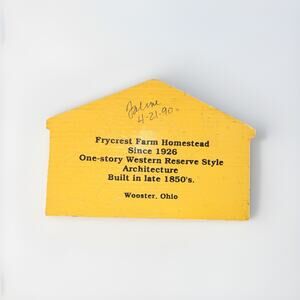 4-21-90
Frycrest Farm Homestead
Since 1926
One-story Western Reserve Style
Architecture
Built in late 1850's.
Wooster, Ohio